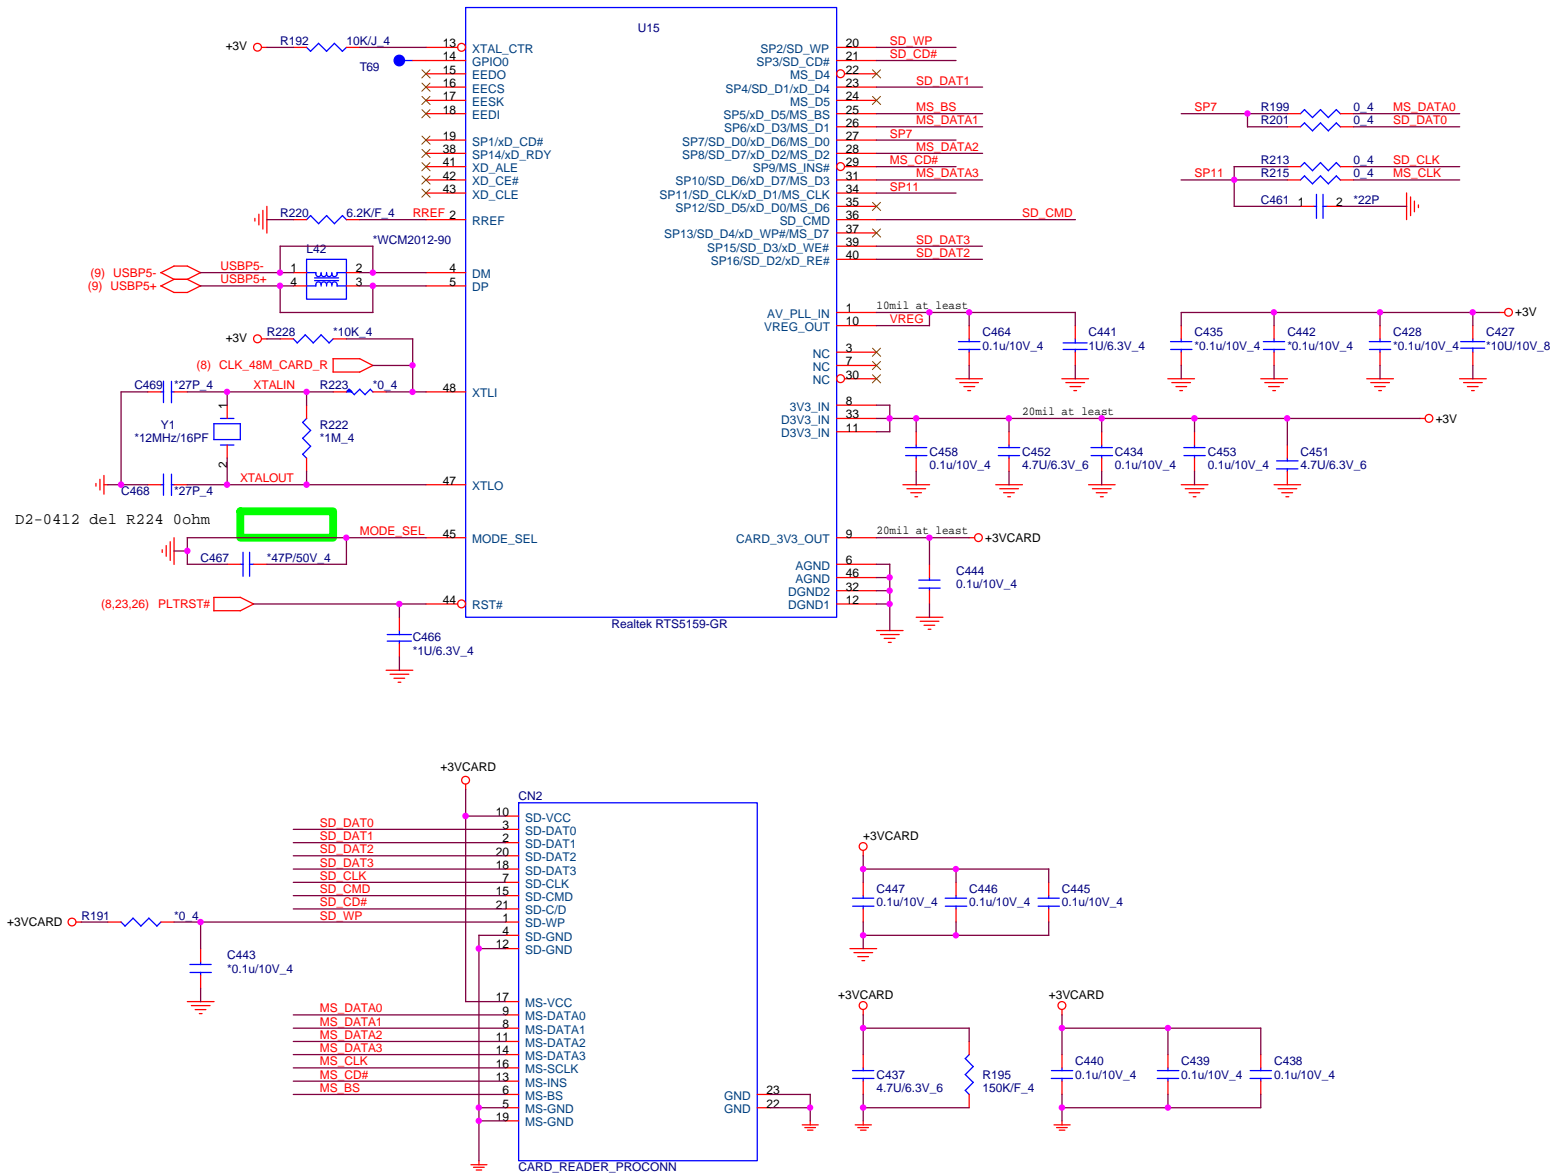 U15
+3V
R192
10K/J_4
13
XTAL_CTR
T69
14
GPIO0
15
EEDO
16
EECS
17
EESK
18
EEDI
19
SP1/xD_CD#
38
SP14/xD_RDY
41
XD_ALE
42
XD_CE#
43
XD_CLE
R220
6.2K/F_4
RREF
2
RREF
*WCM2012-90
L42
(9) USBP5-
USBP5-
1
2
4
DM
(9) USBP5+
USBP5+
4
3
5
DP
+3V
R228
*10K_4
(8) CLK_48M_CARD_R
C469
*27P_4
XTALIN
R223
*0_4
48
XTLI
1
Y1
*12MHz/16PF
2
R222
*1M_4
C468
*27P_4
XTALOUT
47
XTLO
D2-0412 del R224 0ohm
MODE_SEL
45
MODE_SEL
C467
*47P/50V_4
(8,23,26) PLTRST#
44
RST#
C466
*1U/6.3V_4
SP2/SD_WP
20
SD_WP
SP3/SD_CD#
21
SD_CD#
MS_D4
22
SP4/SD_D1/xD_D4
23
SD_DAT1
MS_D5
24
SP5/xD_D5/MS_BS
25
MS_BS
SP6/xD_D3/MS_D1
26
MS_DATA1
SP7/SD_D0/xD_D6/MS_D0
27
SP7
SP8/SD_D7/xD_D2/MS_D2
28
MS_DATA2
SP9/MS_INS#
29
MS_CD#
SP10/SD_D6/xD_D7/MS_D3
31
MS_DATA3
SP11/SD_CLK/xD_D1/MS_CLK
34
SP11
SP12/SD_D5/xD_D0/MS_D6
35
SD_CMD
36
SD_CMD
SP13/SD_D4/xD_WP#/MS_D7
37
SP15/SD_D3/xD_WE#
39
SD_DAT3
SP16/SD_D2/xD_RE#
40
SD_DAT2
AV_PLL_IN
1
10mil at least
VREG_OUT
10
VREG
NC
3
NC
7
NC
30
3V3_IN
8
D3V3_IN
33
D3V3_IN
11
20mil at least
+3V
CARD_3V3_OUT
9
20mil at least
+3VCARD
AGND
6
AGND
46
DGND2
32
DGND1
12
Realtek RTS5159-GR
C464
0.1u/10V_4
C441
1U/6.3V_4
C435
*0.1u/10V_4
C442
*0.1u/10V_4
C428
*0.1u/10V_4
C427
*10U/10V_8
+3V
C458
0.1u/10V_4
C452
4.7U/6.3V_6
C434
0.1u/10V_4
C453
0.1u/10V_4
C451
4.7U/6.3V_6
C444
0.1u/10V_4
SP7
R199
0_4
MS_DATA0
R201
0_4
SD_DAT0
SP11
R213
0_4
SD_CLK
R215
0_4
MS_CLK
C461
1
2
*22P
+3VCARD
CN2
10
SD-VCC
SD_DAT0
3
SD-DAT0
SD_DAT1
2
SD-DAT1
SD_DAT2
20
SD-DAT2
SD_DAT3
18
SD-DAT3
SD_CLK
7
SD-CLK
SD_CMD
15
SD-CMD
SD_CD#
21
SD-C/D
+3VCARD
R191
*0_4
SD_WP
1
SD-WP
4
SD-GND
12
SD-GND
C443
*0.1u/10V_4
17
MS-VCC
MS_DATA0
9
MS-DATA0
MS_DATA1
8
MS-DATA1
MS_DATA2
11
MS-DATA2
MS_DATA3
14
MS-DATA3
MS_CLK
16
MS-SCLK
MS_CD#
13
MS-INS
MS_BS
6
MS-BS
5
MS-GND
19
MS-GND
GND
23
GND
22
CARD_READER_PROCONN
+3VCARD
C447
0.1u/10V_4
C446
0.1u/10V_4
C445
0.1u/10V_4
+3VCARD
C437
4.7U/6.3V_6
R195
150K/F_4
+3VCARD
C440
0.1u/10V_4
C439
0.1u/10V_4
C438
0.1u/10V_4